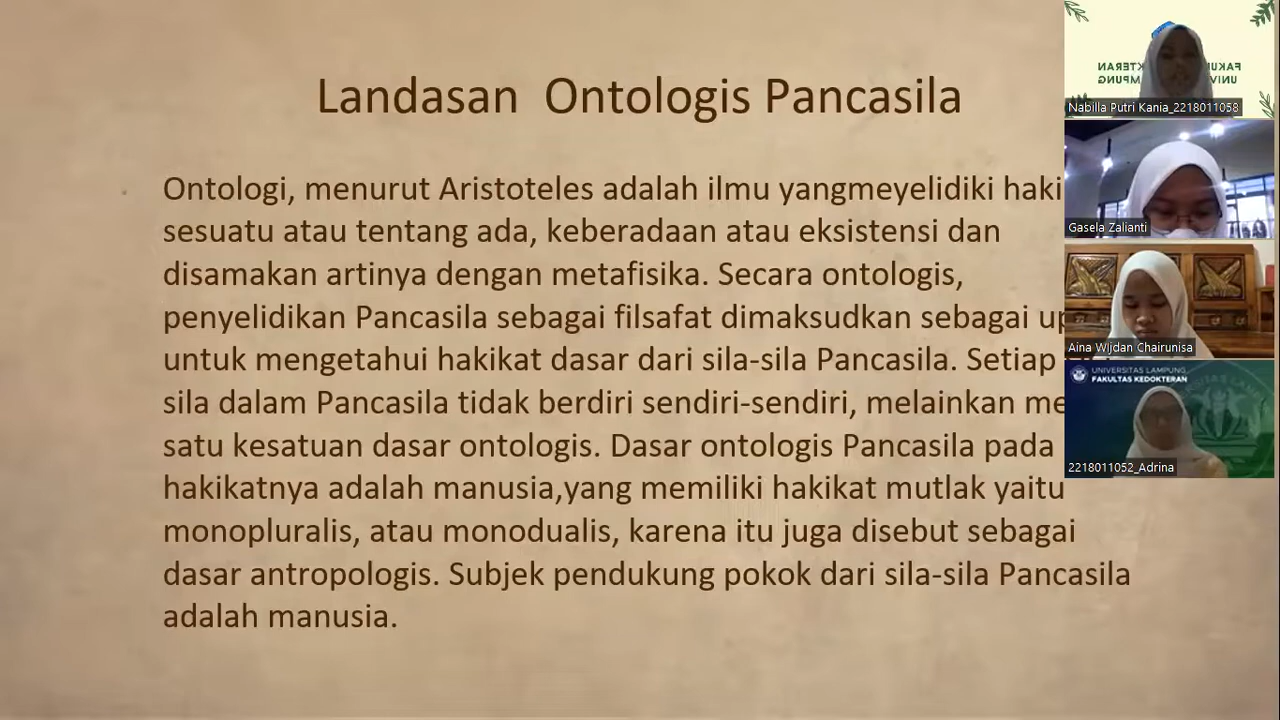 Landasan Ontologis Pancasila
Ontologi, menurut Aristoteles adalah ilmu yangmeyelidiki
sesuatu atau tentang ada, keberadaan atau eksistensi dan
disamakan artinya dengan metafisika. Secara ontologis,
penyelidikan Pancasila sebagai filsafat dimaksudkan sebagai
untuk mengetahui hakikat dasar dari sila-sila Pancasila. Setiap
sila dalam Pancasila tidak berdiri sendiri-sendiri, melainkan
satu kesatuan dasar ontologis. Dasar ontologis Pancasila pada
hakikatnya adalah manusia,yang memiliki hakikat mutlak yaitu
monopluralis, atau monodualis, karena itu juga disebut sebagai
dasar antropologis. Subjek pendukung pokok dari sila-sila Pancasila
adalah manusia.
Nabilla Putri Kania_2218011058
Gasela Zalianti
Aina WIjdan Chairunisa
UNIVERSITAS LAMPUNG
FAKULTAS KEDOKTERAN
2218011052_Adrina